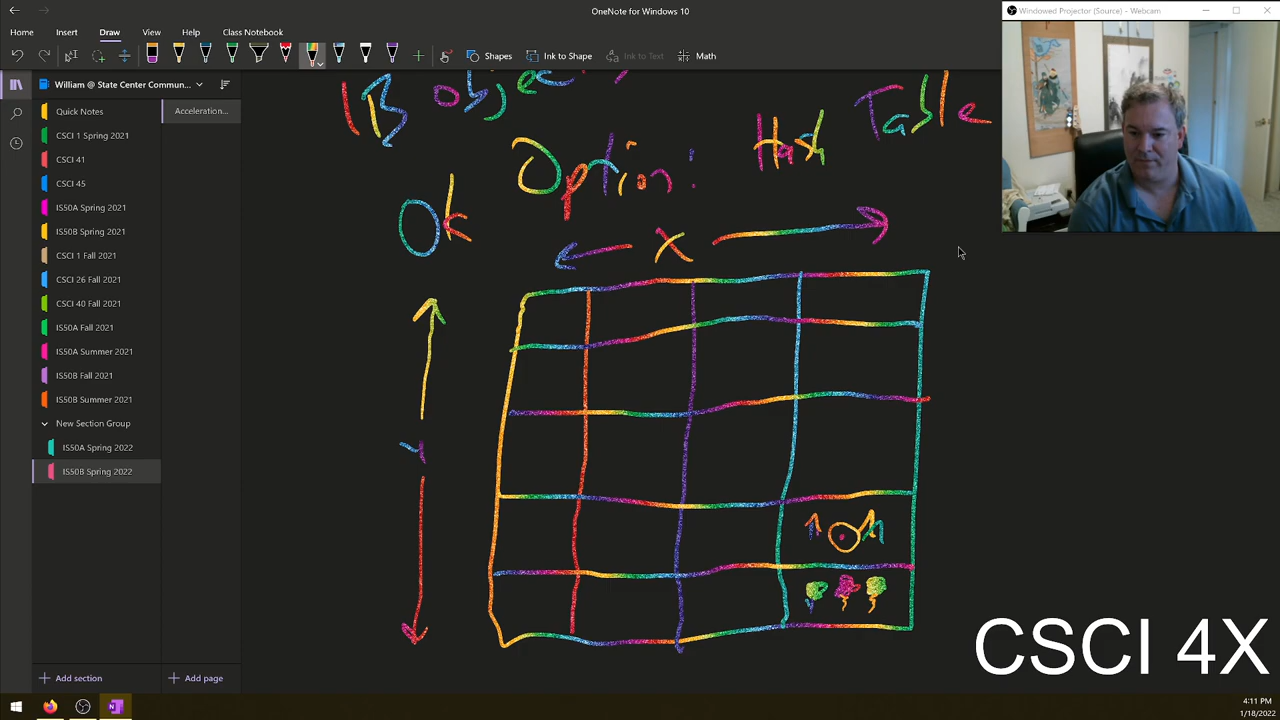 OneNote for Windows 10
Windowed Projector (Source) - Webcam
Home Insert Draw View Help Class Notebook
Shapes Ink to Shape Ink to Text Math
William @ State Center Commun...
Quick Notes
CSCI 1 Spring 2021
CSCI 41
CSCI 45
IS50A Spring 2021
IS50B Spring 2021
CSCI 1 Fall 2021
CSCI 26 Fall 2021
CSCI 40 Fall 2021
IS50A Fall 2021
IS50A Summer 2021
IS50B Fall 2021
IS50B Summer 2021
New Section Group
IS50A Spring 2022
IS50B Spring 2022
Add section
Acceleration...
Add page
1B
Option: Hash Table
Ok
X
Y
CSCI 4X
4:11 PM
1/18/2022